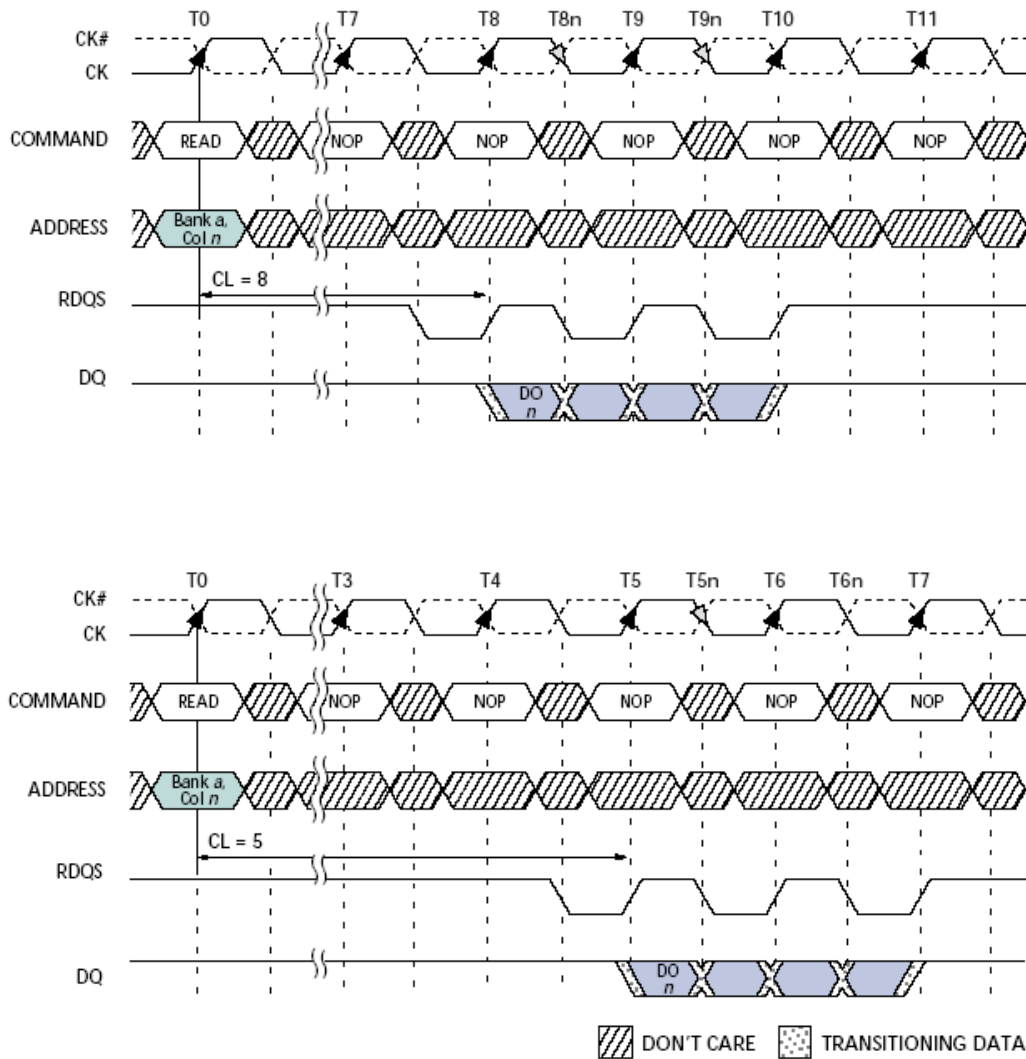 T0 T7 T8 T8n T9 T9n T10 T11
CK#
CK
COMMAND READ NOP NOP NOP NOP NOP
ADDRESS Bank a,
Col n
CL = 8
RDQS
DQ DO
n
T0 T3 T4 T5 T5n T6 T6n T7
CK#
CK
COMMAND READ NOP NOP NOP NOP NOP
ADDRESS Bank a,
Col n
CL = 5
RDQS
DQ DO
n
DON'T CARE TRANSITIONING DATA